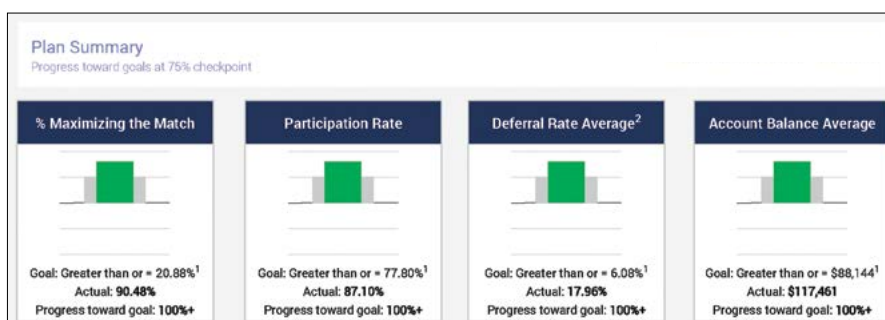 Plan Summary
Progress toward goals at 75% checkpoint
% Maximizing the Match
Goal: Greater than or = 20.88%¹
Actual: 90.48%
Progress toward goal: 100%+
Participation Rate
Goal: Greater than or = 77.80%¹
Actual: 87.10%
Progress toward goal: 100%+
Deferral Rate Average²
Goal: Greater than or = 6.08%¹
Actual: 17.96%
Progress toward goal: 100%+
Account Balance Average
Goal: Greater than or = $88,144¹
Actual: $117,461
Progress toward goal: 100%+